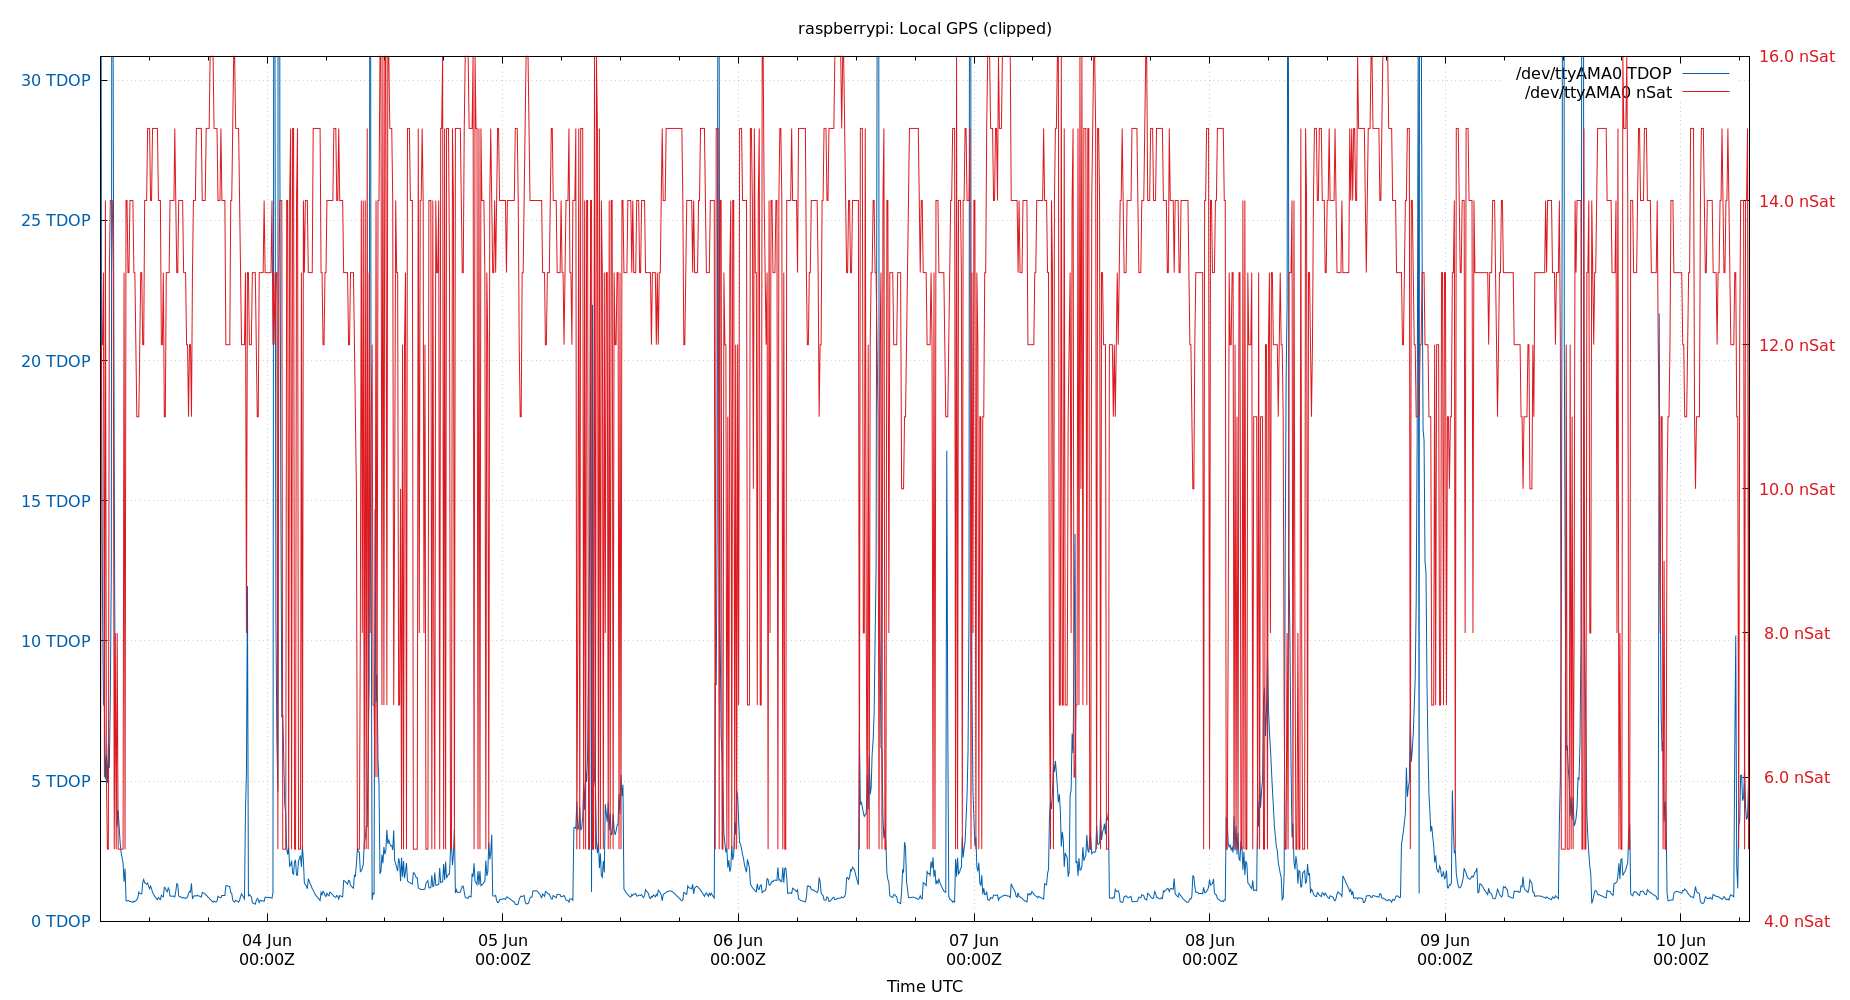 raspberrypi: Local GPS (clipped)
30 TDOP
25 TDOP
20 TDOP
15 TDOP
10 TDOP
5 TDOP
0 TDOP
16.0 nSat
14.0 nSat
12.0 nSat
10.0 nSat
8.0 nSat
6.0 nSat
4.0 nSat
/dev/ttyAMA0 TDOP
/dev/ttyAMA0 nSat
04 Jun
00:00Z
05 Jun
00:00Z
06 Jun
00:00Z
07 Jun
00:00Z
08 Jun
00:00Z
09 Jun
00:00Z
10 Jun
00:00Z
Time UTC